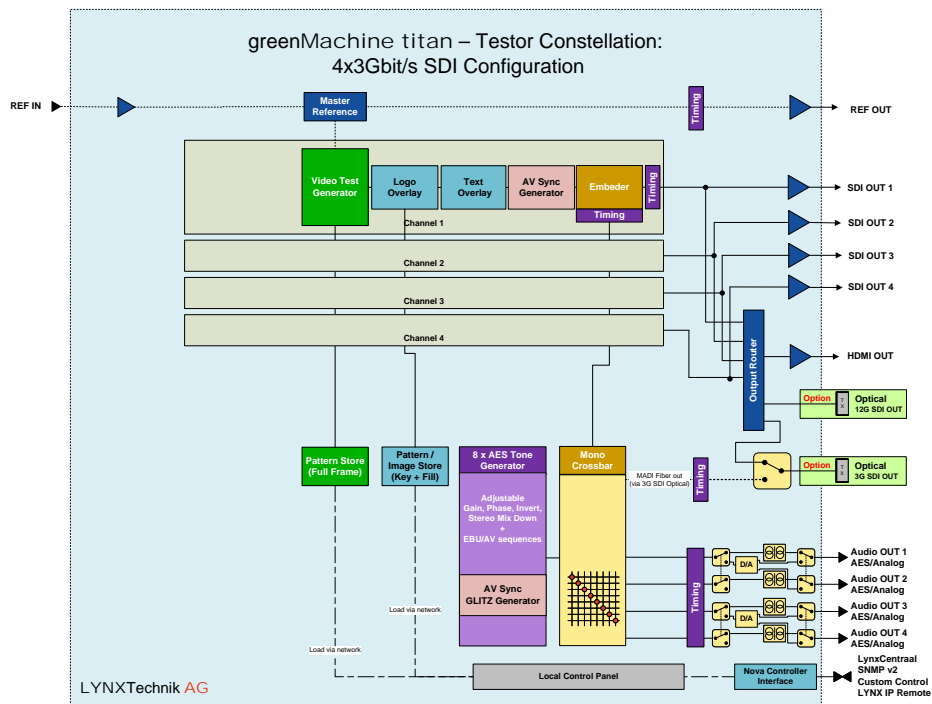 greenMachine titan – Testor Constellation:
4x3Gbit/s SDI Configuration
REF IN
Master
Reference
Timing
REF OUT
Video Test
Generator
Logo
Overlay
Text
Overlay
AV Sync
Generator
Embeder
Timing
Timing
Channel 1
Channel 2
Channel 3
Channel 4
SDI OUT 1
SDI OUT 2
SDI OUT 3
SDI OUT 4
Output Router
HDMI OUT
Option
TX
Optical
12G SDI OUT
Option
TX
Optical
3G SDI OUT
Pattern Store
(Full Frame)
Pattern /
Image Store
(Key + Fill)
8 x AES Tone
Generator
Adjustable
Gain, Phase, Invert,
Stereo Mix Down
+
EBU/AV sequences
AV Sync
GLITZ Generator
Mono
Crossbar
MADI Fiber out
(via 3G SDI Optical)
Timing
Timing
D/A
D/A
Audio OUT 1
AES/Analog
Audio OUT 2
AES/Analog
Audio OUT 3
AES/Analog
Audio OUT 4
AES/Analog
Load via network
Load via network
Local Control Panel
Nova Controller
Interface
LynxCentraal
SNMP v2
Custom Control
LYNX IP Remote
LYNXTechnik AG